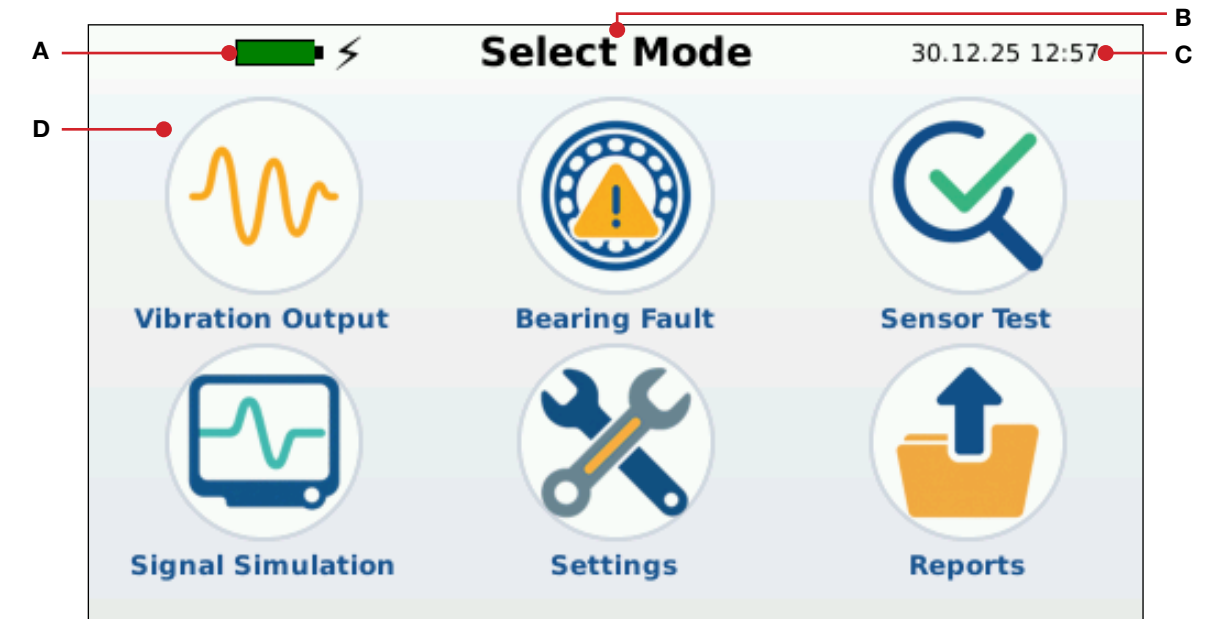 B
A
Select Mode
30.12.25 12:57
C
D
Vibration Output
Bearing Fault
Sensor Test
Signal Simulation
Settings
Reports